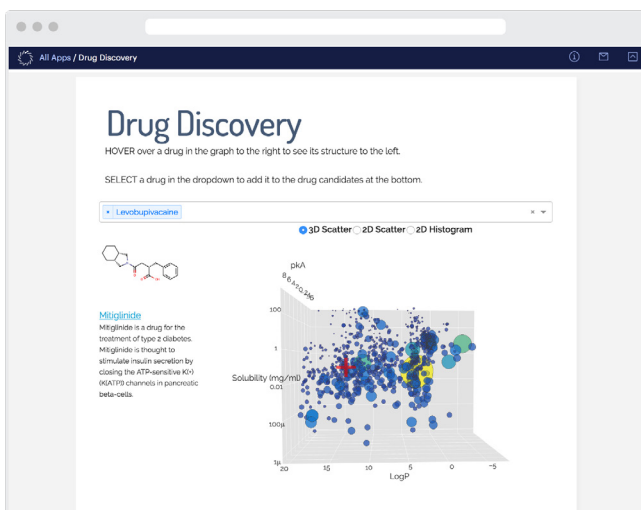 All Apps / Drug Discovery
Drug Discovery
HOVER over a drug in the graph to the right to see its structure to the left.
SELECT a drug in the dropdown to add it to the drug candidates at the bottom.
× Levobupivacaine
3D Scatter 2D Scatter 2D Histogram
Mitiglinide
Mitiglinide is a drug for the
treatment of type 2 diabetes.
Mitiglinide is thought to
stimulate insulin secretion by
closing the ATP-sensitive K(+)
(K(ATP)) channels in pancreatic
beta-cells.
pkA
100
1
Solubility (mg/ml)
0.01
100μ
1μ
20 15 10 5 0 −5
LogP